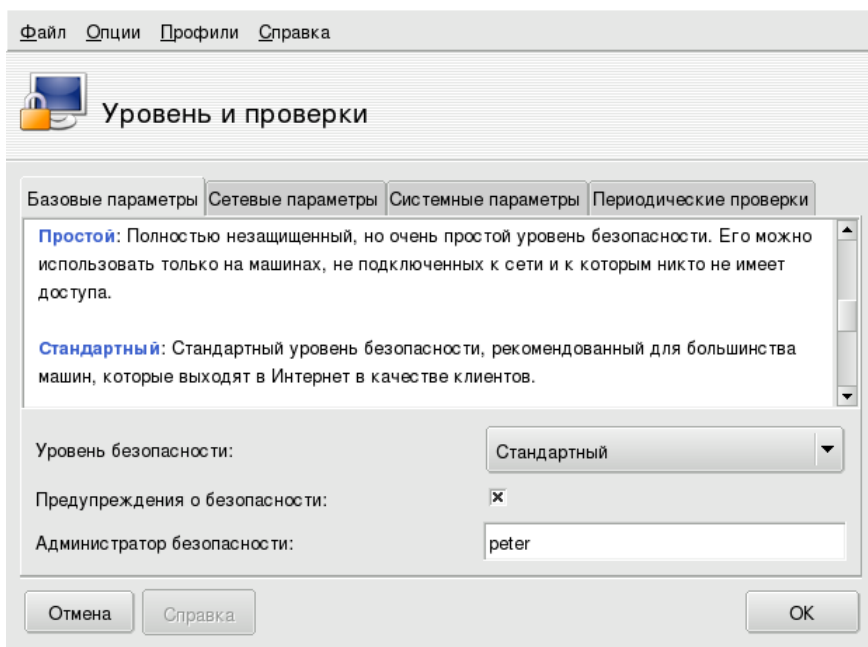 Файл Опции Профили Справка
Уровень и проверки
Базовые параметры Сетевые параметры Системные параметры Периодические проверки
Простой: Полностью незащищенный, но очень простой уровень безопасности. Его можно
использовать только на машинах, не подключенных к сети и к которым никто не имеет
доступа.
Стандартный: Стандартный уровень безопасности, рекомендованный для большинства
машин, которые выходят в Интернет в качестве клиентов.
Уровень безопасности: Стандартный
Предупреждения о безопасности:
Администратор безопасности: peter
Отмена Справка OK